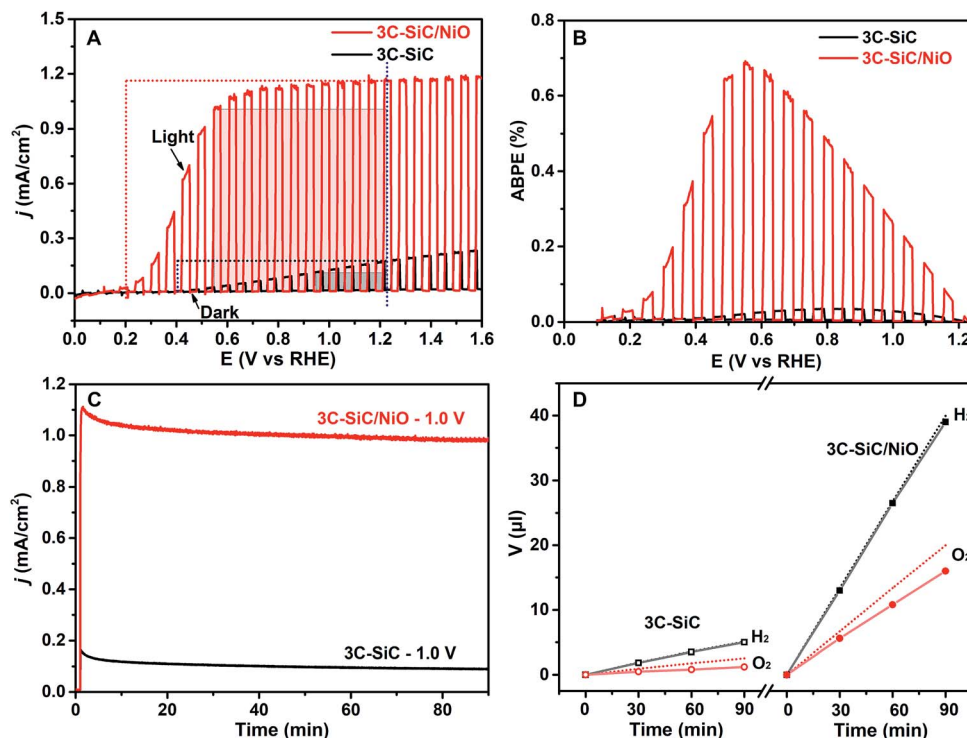 A
3C-SiC/NiO
3C-SiC
1.5
1.2
0.9
0.6
0.3
0.0
j (mA/cm²)
Light
Dark
0.0 0.2 0.4 0.6 0.8 1.0 1.2 1.4 1.6
E (V vs RHE)
B
3C-SiC
3C-SiC/NiO
0.8
0.6
0.4
0.2
0.0
ABPE (%)
0.0 0.2 0.4 0.6 0.8 1.0 1.2
E (V vs RHE)
C
3C-SiC/NiO - 1.0 V
3C-SiC - 1.0 V
1.2
1.0
0.8
0.6
0.4
0.2
0.0
j (mA/cm²)
0 20 40 60 80
Time (min)
D
40
30
20
10
0
V (µl)
3C-SiC/NiO
H₂
O₂
3C-SiC
H₂
O₂
0 30 60 90 0 30 60 90
Time (min) Time (min)